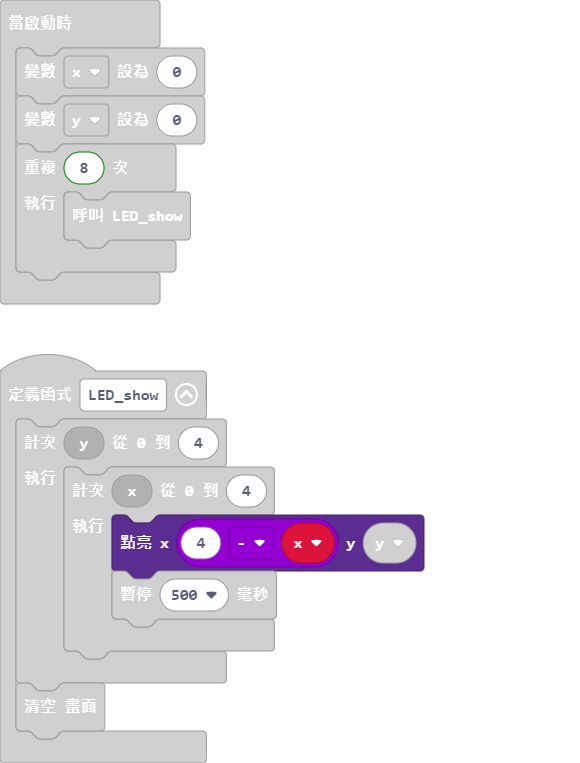 當啟動時
變數 x 設為 0
變數 y 設為 0
重複 8 次
執行
呼叫 LED_show
定義函式 LED_show
計次 y 從 0 到 4
執行
計次 x 從 0 到 4
執行
點亮 x 4 - x y y
暫停 500 毫秒
清空 畫面